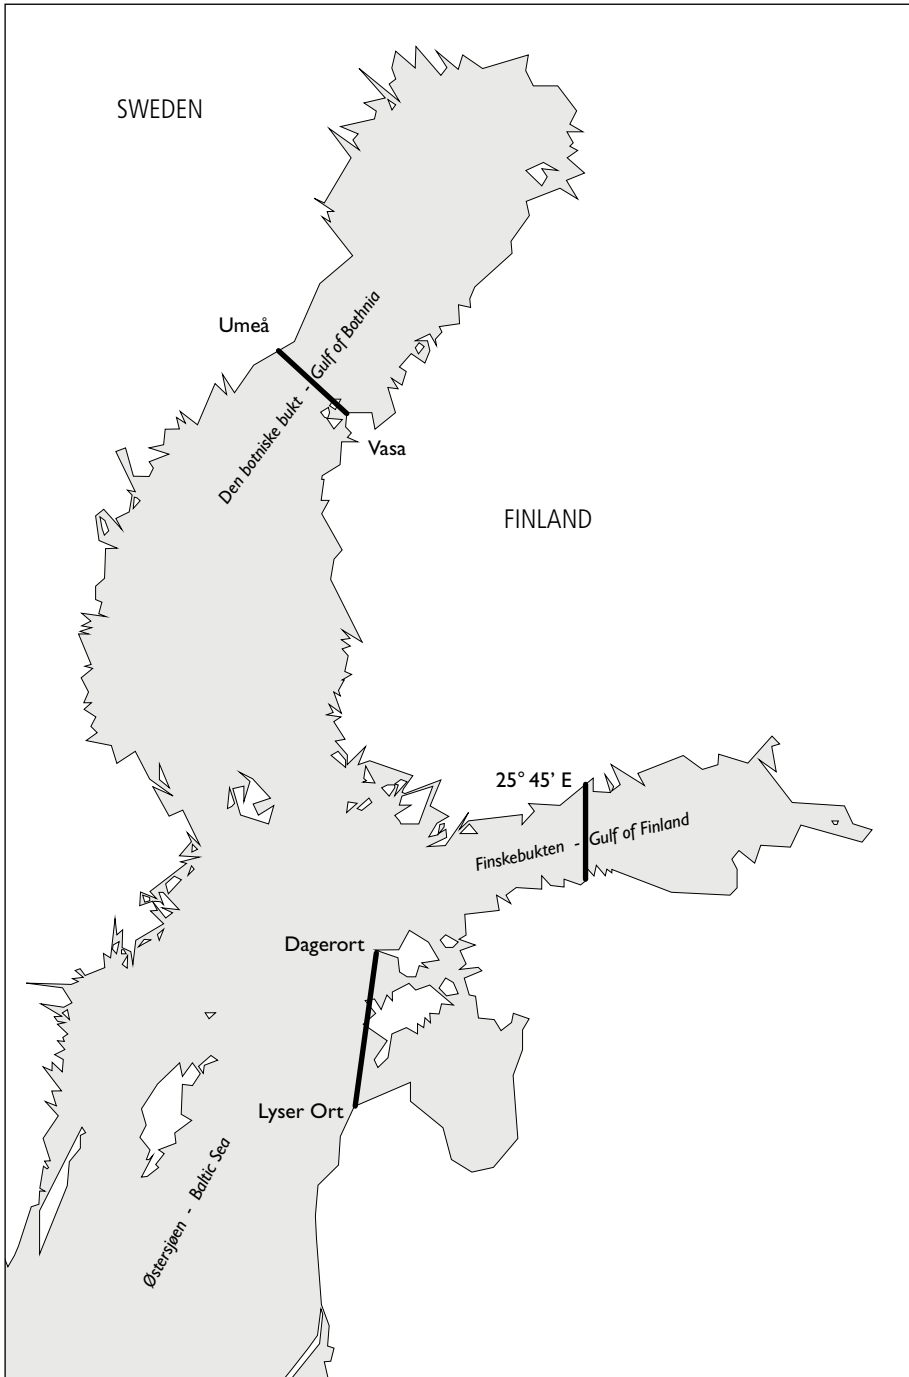 SWEDEN
Umeå
Den botniske bukt - Gulf of Bothnia
Vasa
FINLAND
25° 45’ E
Finskebukten - Gulf of Finland
Dagerort
Lyser Ort
Østersjøen - Baltic Sea